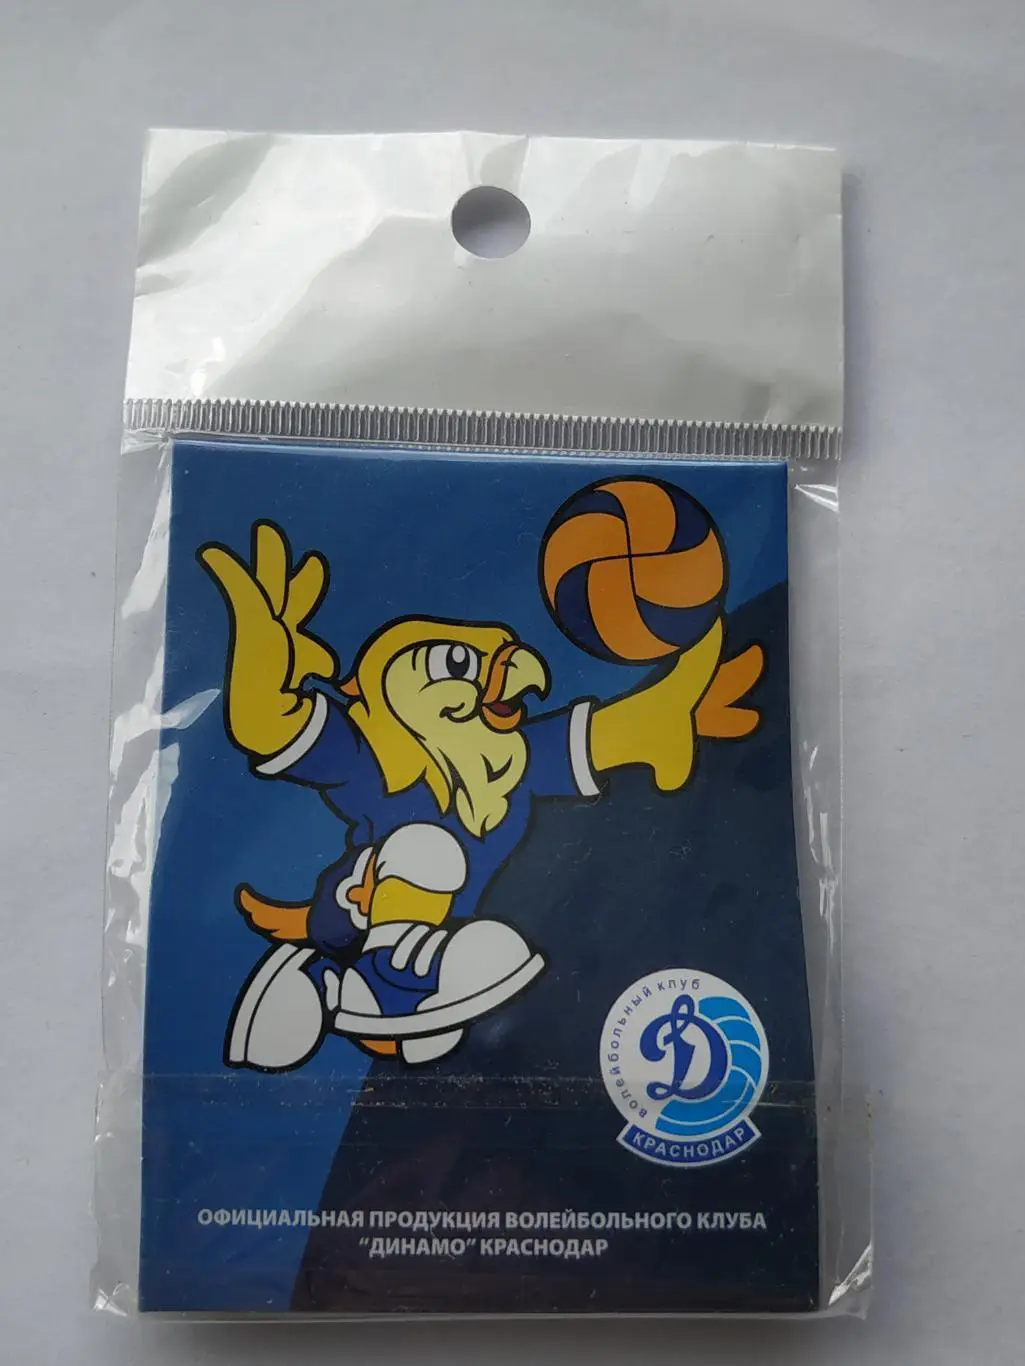 волейбольный клуб
Д
КРАСНОДАР
ОФИЦИАЛЬНАЯ ПРОДУКЦИЯ ВОЛЕЙБОЛЬНОГО КЛУБА
"ДИНАМО" КРАСНОДАР